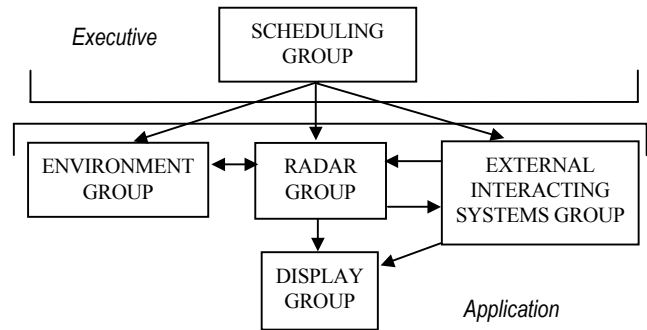 Executive
SCHEDULING
GROUP
ENVIRONMENT
GROUP
RADAR
GROUP
EXTERNAL
INTERACTING
SYSTEMS GROUP
DISPLAY
GROUP
Application